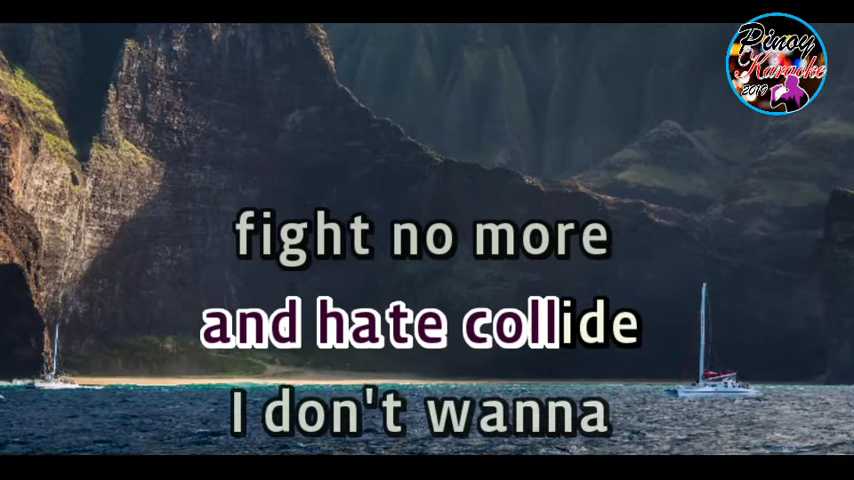 Pinoy
Karaoke
2019
fight no more
and hate collide
I don't wanna